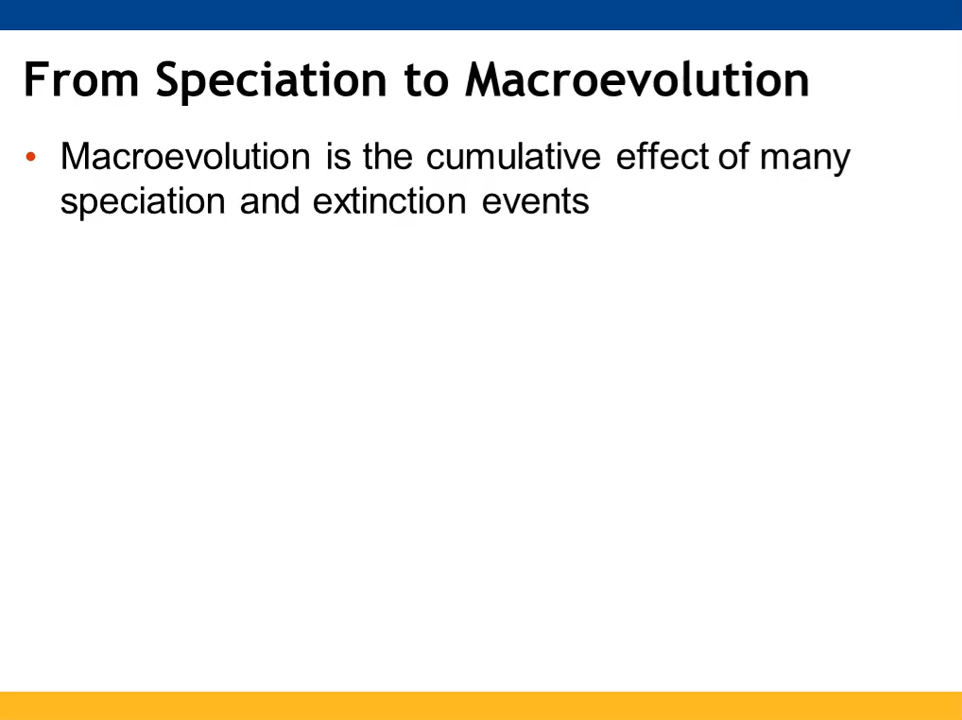 From Speciation to Macroevolution
• Macroevolution is the cumulative effect of many
speciation and extinction events